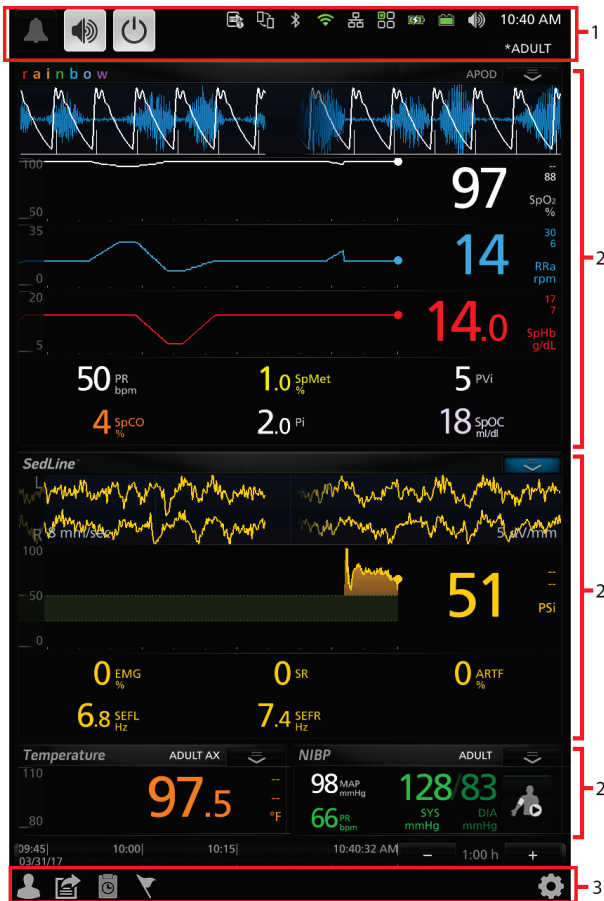 10:40 AM
*ADULT
1
rainbow
APOD
100
50
97
--
88
SpO₂
%
35
0
14
30
6
RRa
rpm
20
5
14.0
17
7
SpHb
g/dL
2
50 PR bpm
1.0 SpMet %
5 PVi
4 SpCO %
2.0 Pi
18 SpOC ml/dl
SedLine
L
R
8 mm/sec
5 uV/mm
100
50
0
51
--
--
PSi
2
0 EMG %
0 SR
0 ARTF %
6.8 SEFL Hz
7.4 SEFR Hz
Temperature
ADULT AX
110
80
97.5
--
--
°F
NIBP
ADULT
98 MAP mmHg
66 PR bpm
128/83
SYS mmHg
DIA mmHg
2
09:45
03/31/17
10:00
10:15
10:40:32 AM
–
1:00 h
+
3